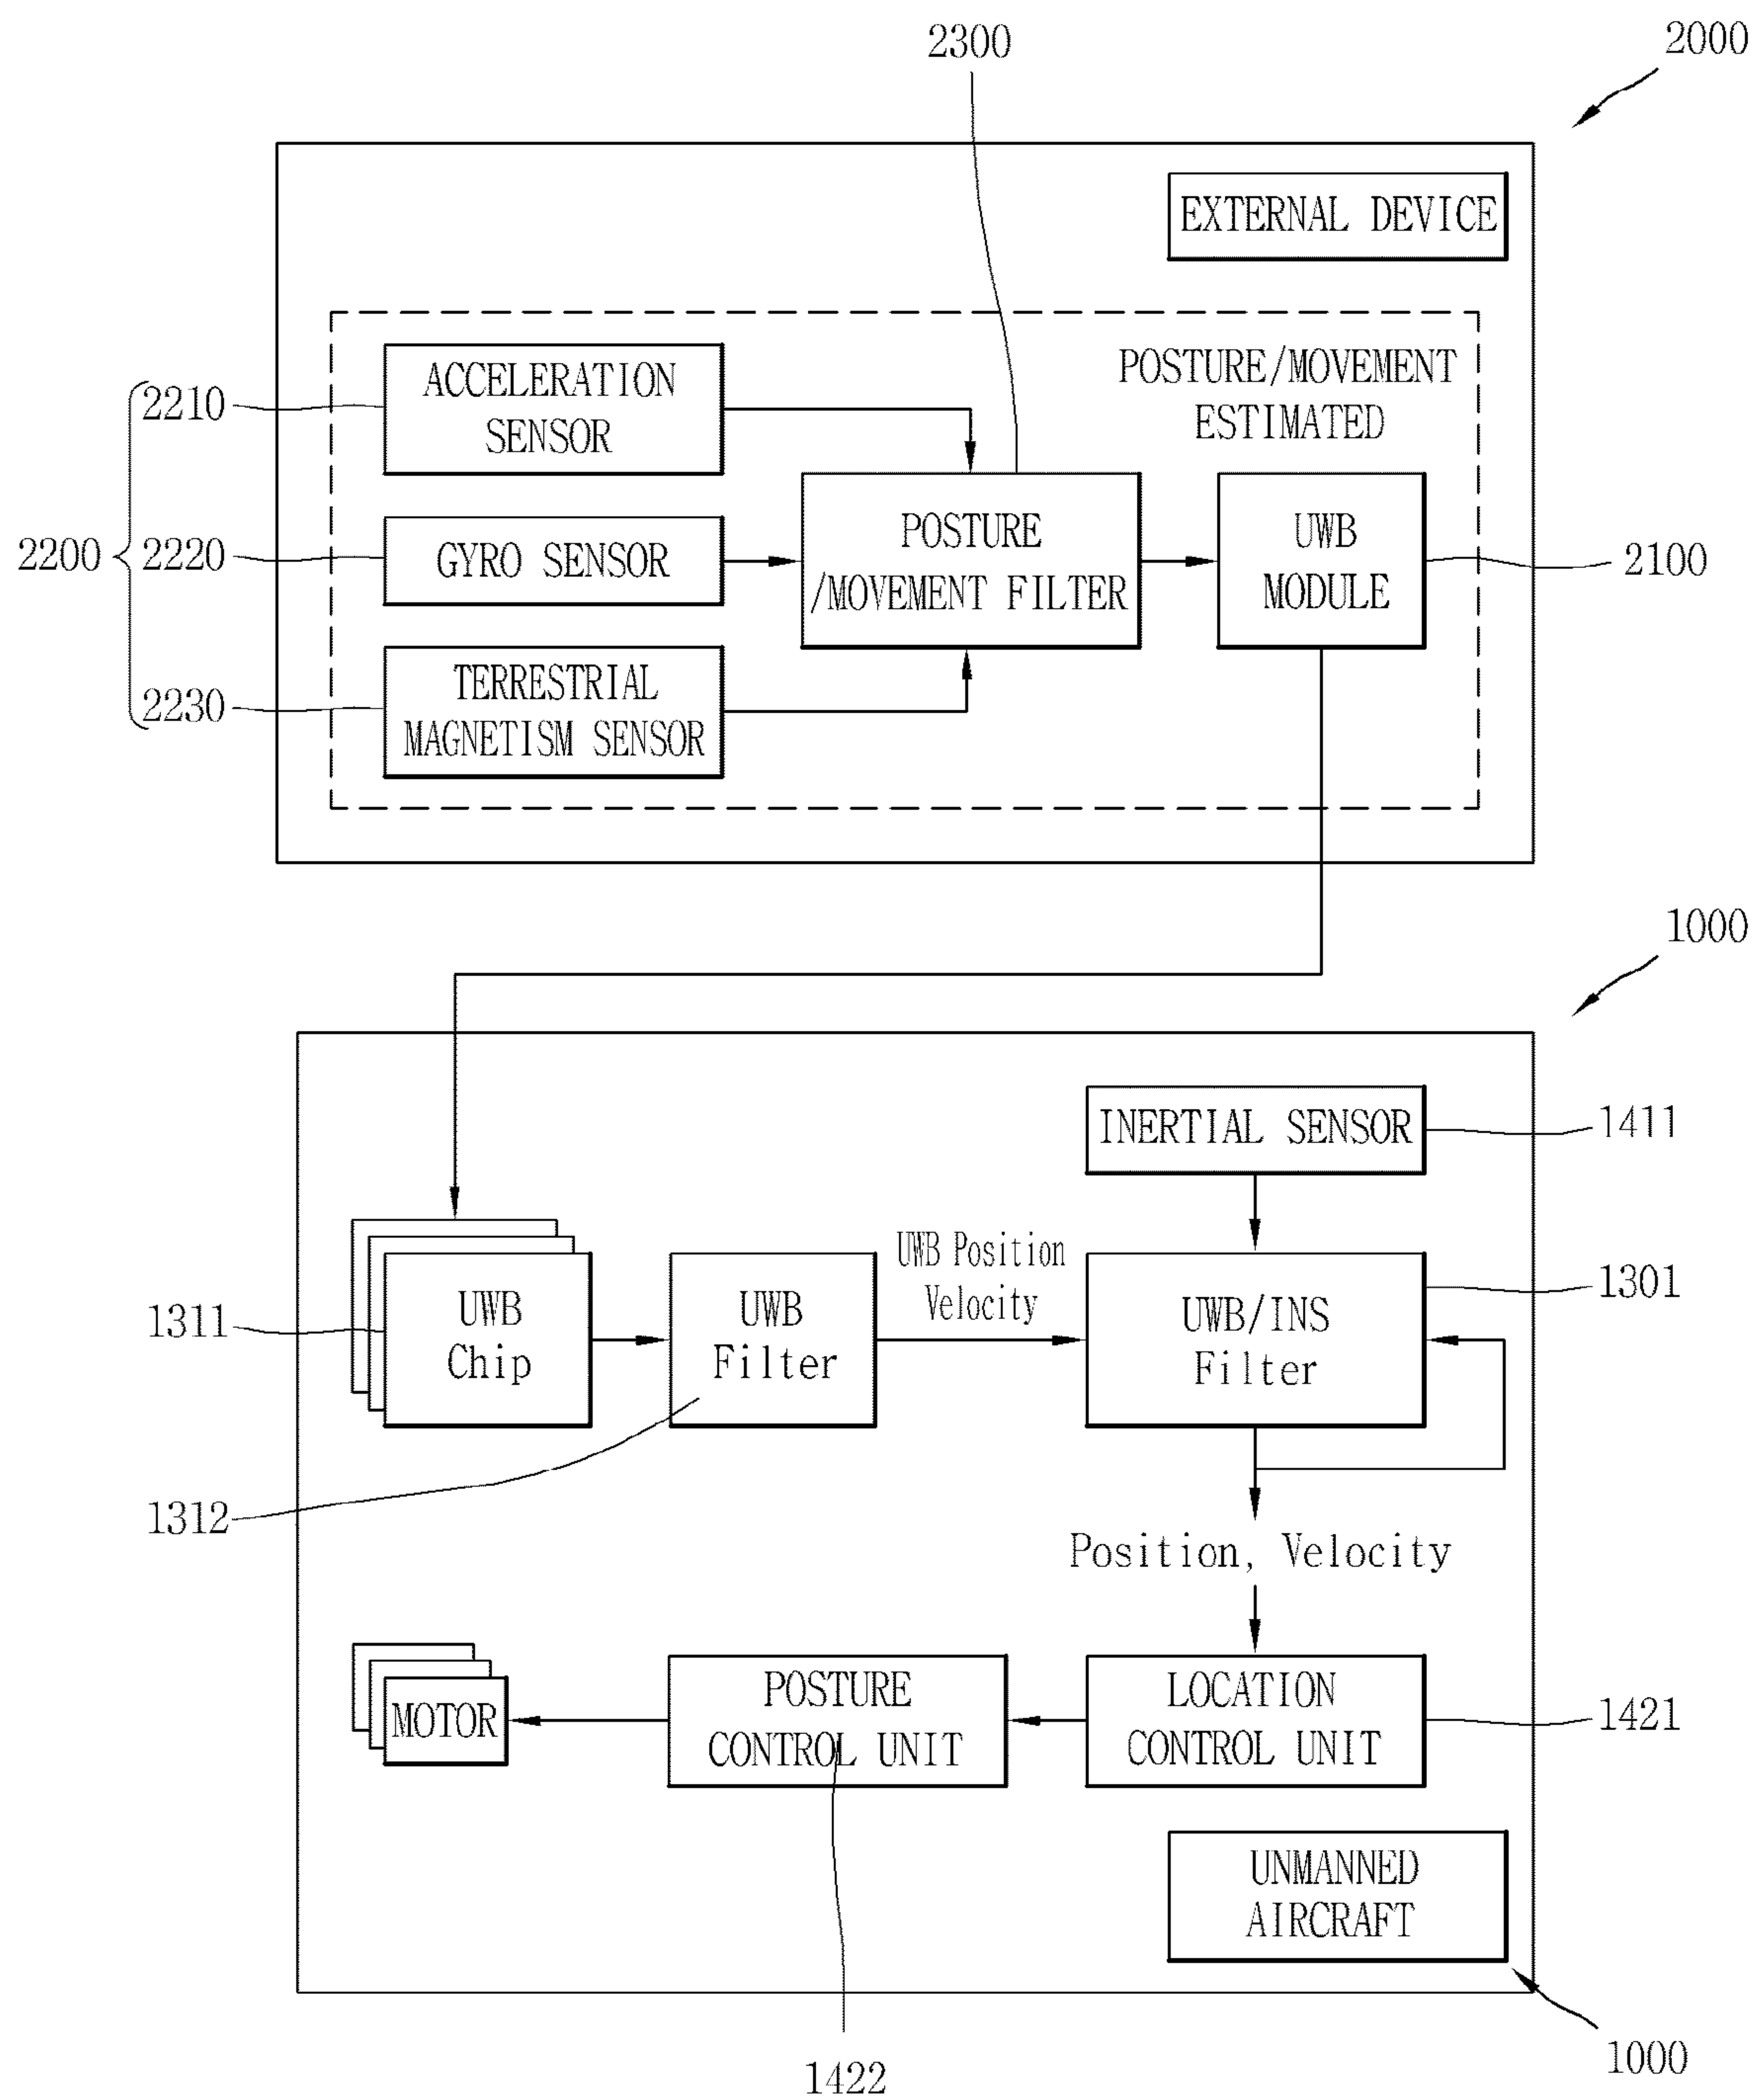 2300
2000
EXTERNAL DEVICE
POSTURE/MOVEMENT
ESTIMATED
2200
2210
ACCELERATION
SENSOR
2220
GYRO SENSOR
2230
TERRESTRIAL
MAGNETISM SENSOR
POSTURE
/MOVEMENT FILTER
UWB
MODULE
2100
1000
INERTIAL SENSOR
1411
1311
UWB
Chip
UWB
Filter
1312
UWB Position
Velocity
UWB/INS
Filter
1301
Position, Velocity
MOTOR
POSTURE
CONTROL UNIT
LOCATION
CONTROL UNIT
1421
UNMANNED
AIRCRAFT
1422
1000